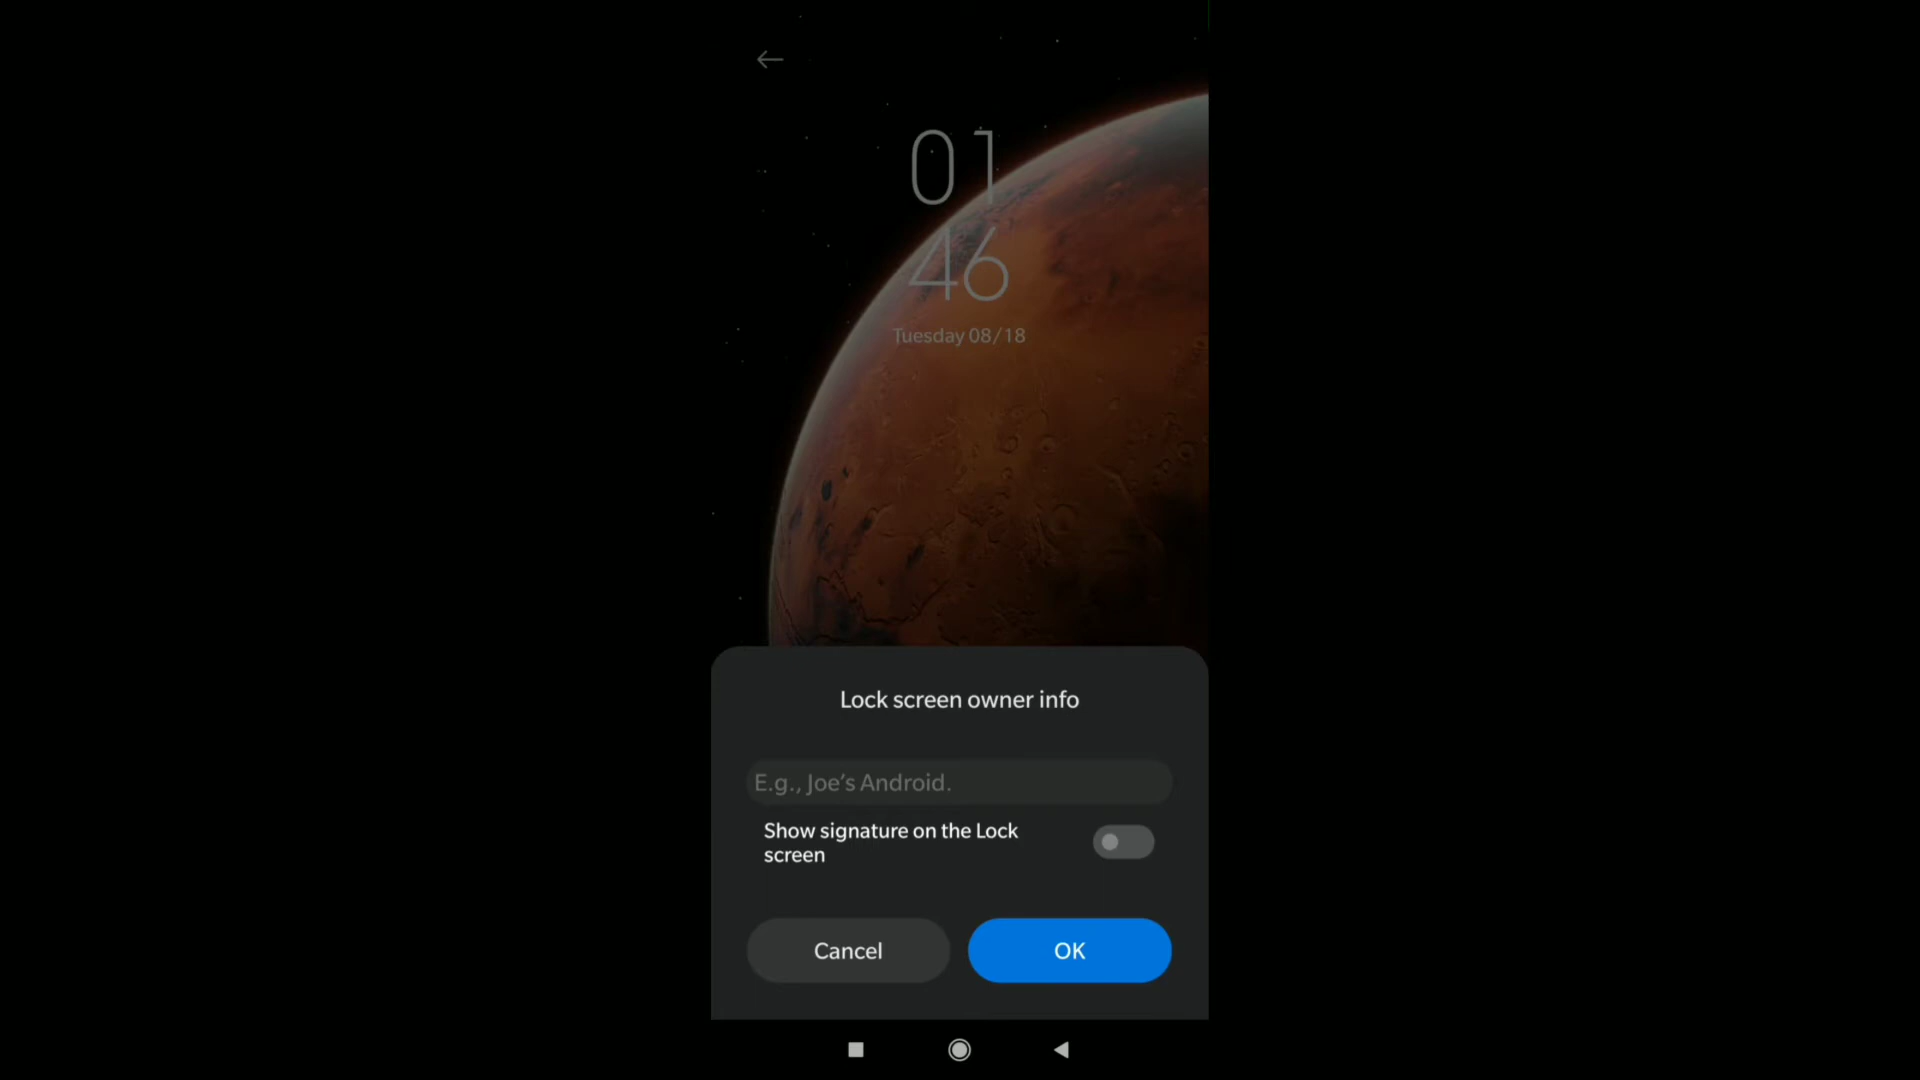 01
46
Tuesday 08/18
Lock screen owner info
E.g., Joe’s Android.
Show signature on the Lock
screen
Cancel
OK